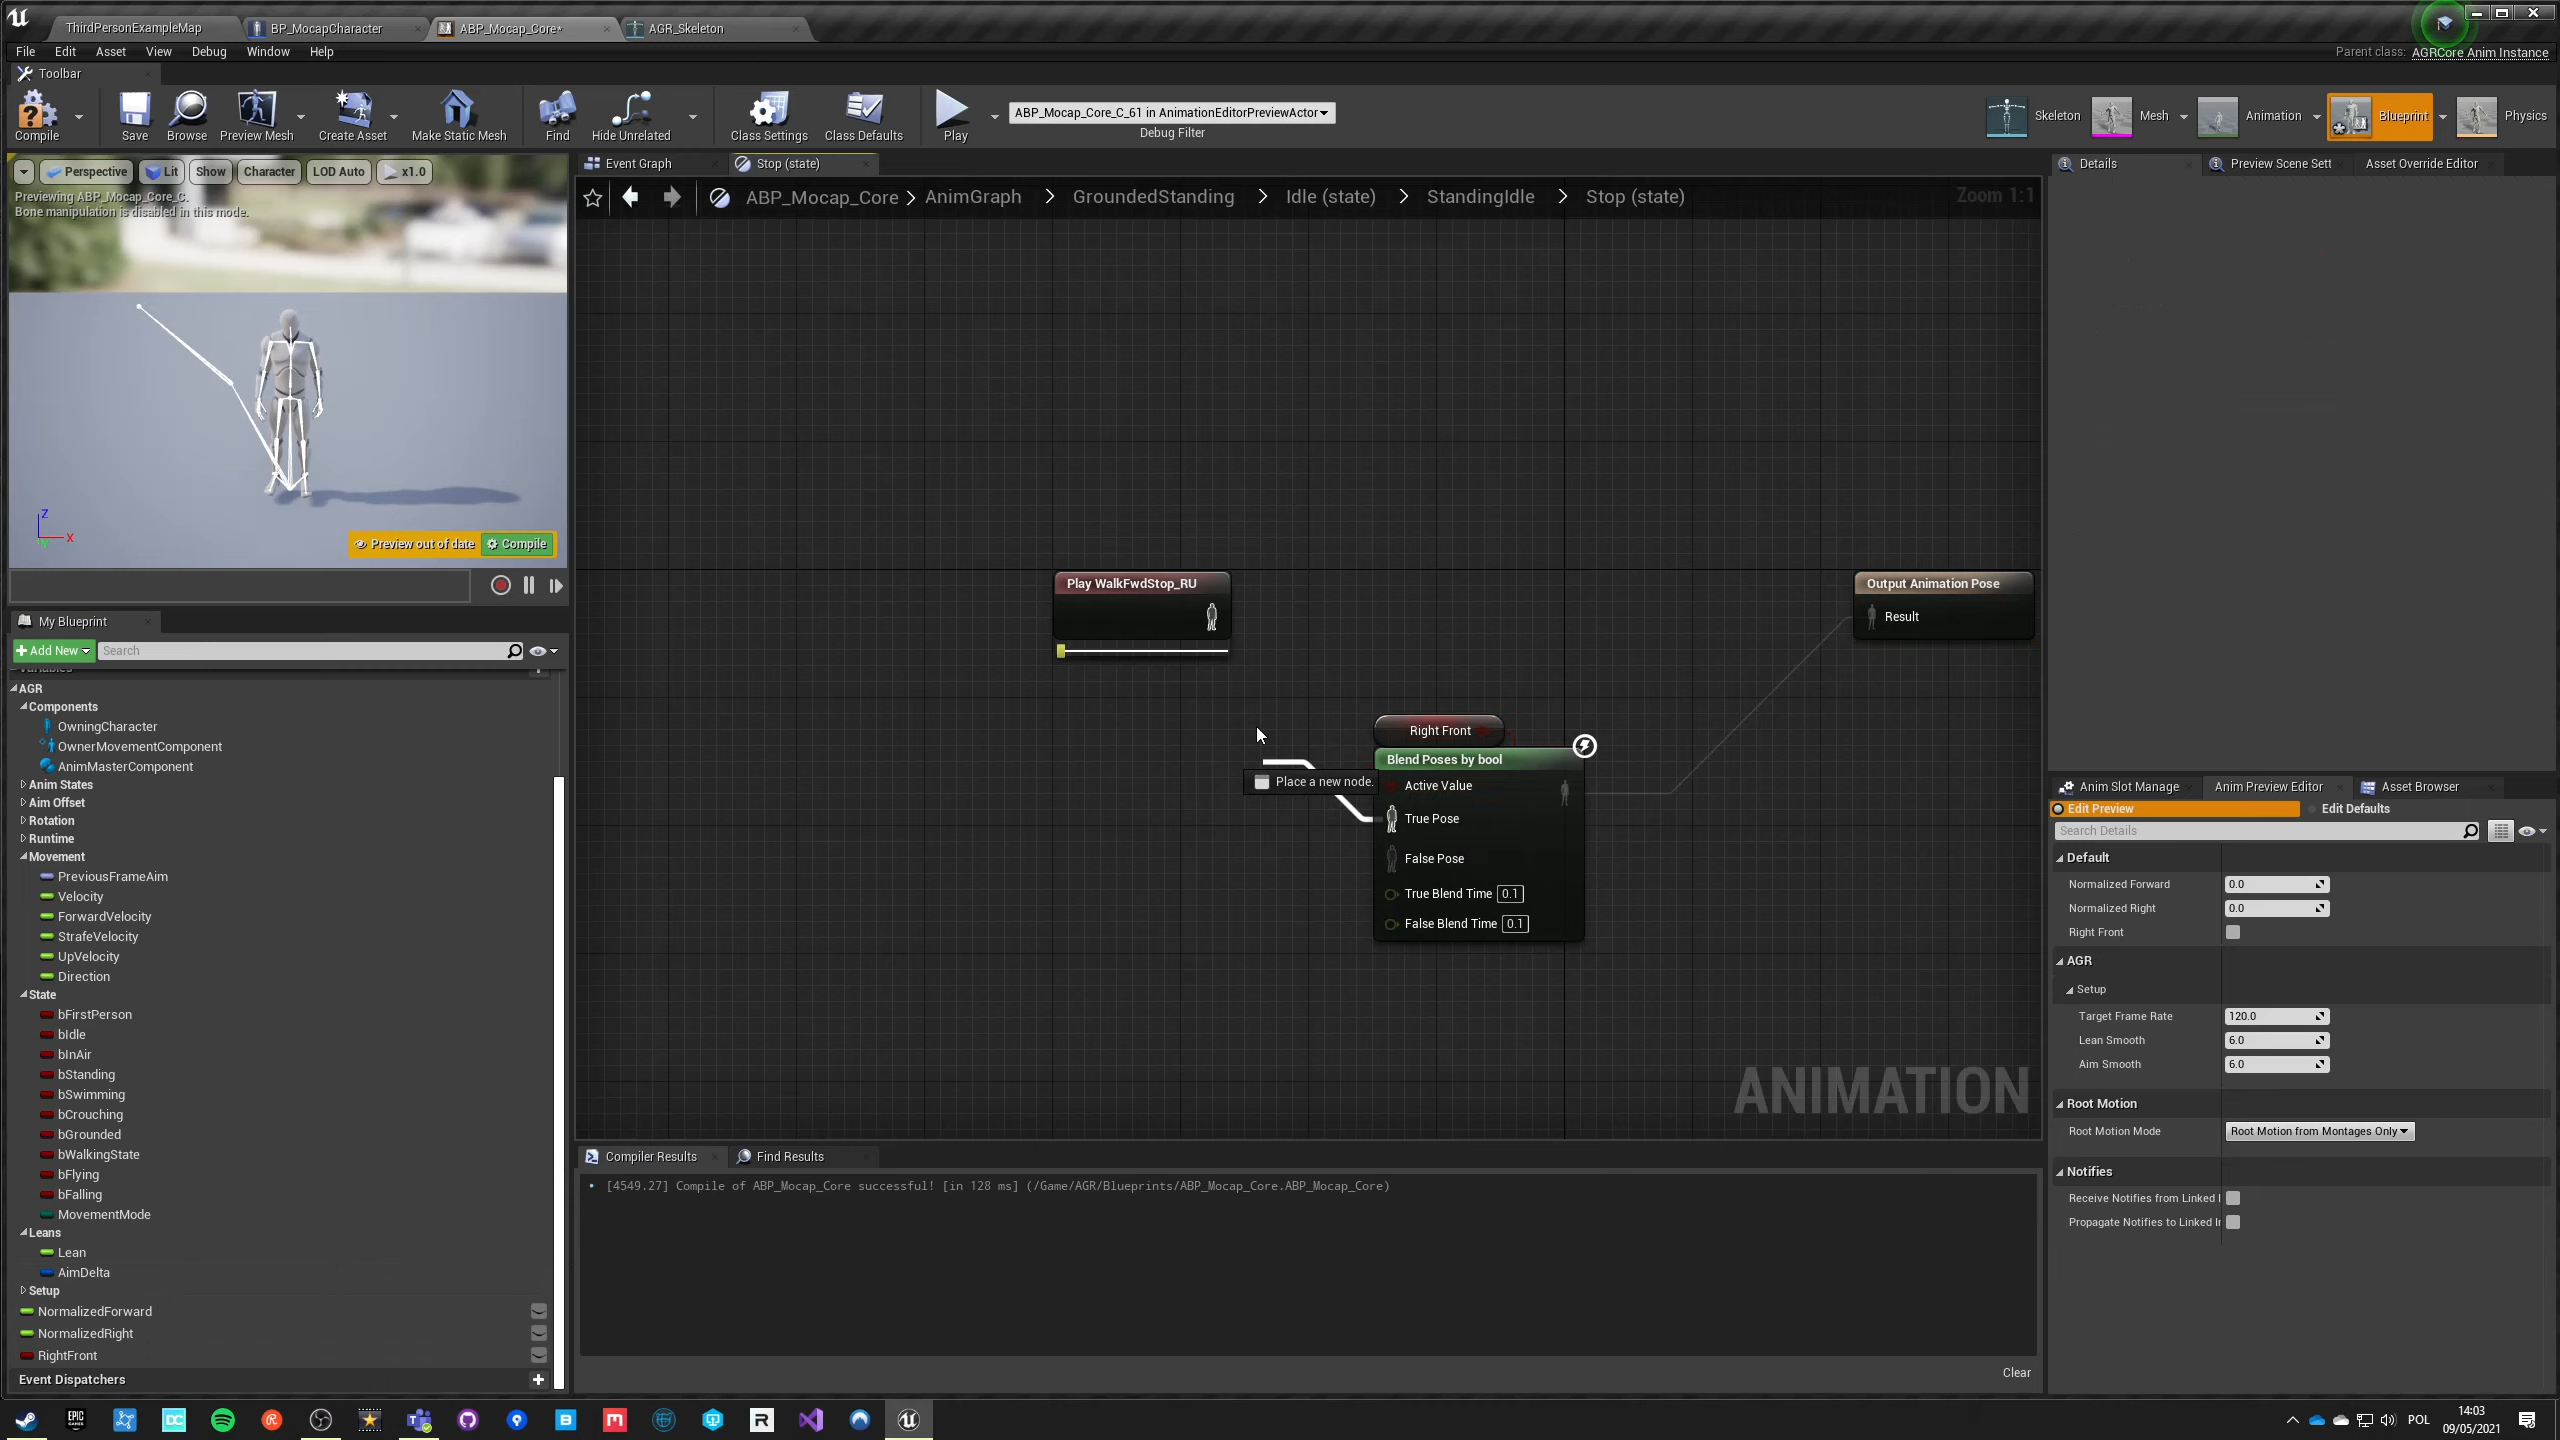 ThirdPersonExampleMap
BP_MocapCharacter
ABP_Mocap_Core*
AGR_Skeleton
File
Edit
Asset
View
Debug
Window
Help
Parent class: AGRCore Anim Instance
Toolbar
Compile
Save
Browse
Preview Mesh
Create Asset
Make Static Mesh
Find
Hide Unrelated
Class Settings
Class Defaults
Play
ABP_Mocap_Core_C_61 in AnimationEditorPreviewActor
Debug Filter
Skeleton
Mesh
Animation
Blueprint
Physics
Perspective
Lit
Show
Character
LOD Auto
x1.0
Previewing ABP_Mocap_Core_C.
Bone manipulation is disabled in this mode.
Z
X
Preview out of date
Compile
Event Graph
Stop (state)
ABP_Mocap_Core > AnimGraph > GroundedStanding > Idle (state) > StandingIdle > Stop (state)
Zoom 1:1
Play WalkFwdStop_RU
Output Animation Pose
Result
Right Front
Place a new node.
Blend Poses by bool
Active Value
True Pose
False Pose
True Blend Time 0.1
False Blend Time 0.1
ANIMATION
My Blueprint
Add New
Search
Variables
AGR
Components
OwningCharacter
OwnerMovementComponent
AnimMasterComponent
Anim States
Aim Offset
Rotation
Runtime
Movement
PreviousFrameAim
Velocity
ForwardVelocity
StrafeVelocity
UpVelocity
Direction
State
bFirstPerson
bIdle
bInAir
bStanding
bSwimming
bCrouching
bGrounded
bWalkingState
bFlying
bFalling
MovementMode
Leans
Lean
AimDelta
Setup
NormalizedForward
NormalizedRight
RightFront
Event Dispatchers
Compiler Results
Find Results
[4549.27] Compile of ABP_Mocap_Core successful! [in 128 ms] (/Game/AGR/Blueprints/ABP_Mocap_Core.ABP_Mocap_Core)
Clear
Details
Preview Scene Sett
Asset Override Editor
Anim Slot Manage
Anim Preview Editor
Asset Browser
Edit Preview
Edit Defaults
Search Details
Default
Normalized Forward 0.0
Normalized Right 0.0
Right Front
AGR
Setup
Target Frame Rate 120.0
Lean Smooth 6.0
Aim Smooth 6.0
Root Motion
Root Motion Mode Root Motion from Montages Only
Notifies
Receive Notifies from Linked I
Propagate Notifies to Linked In
EPIC
DC
B
M
R
POL
14:03
09/05/2021